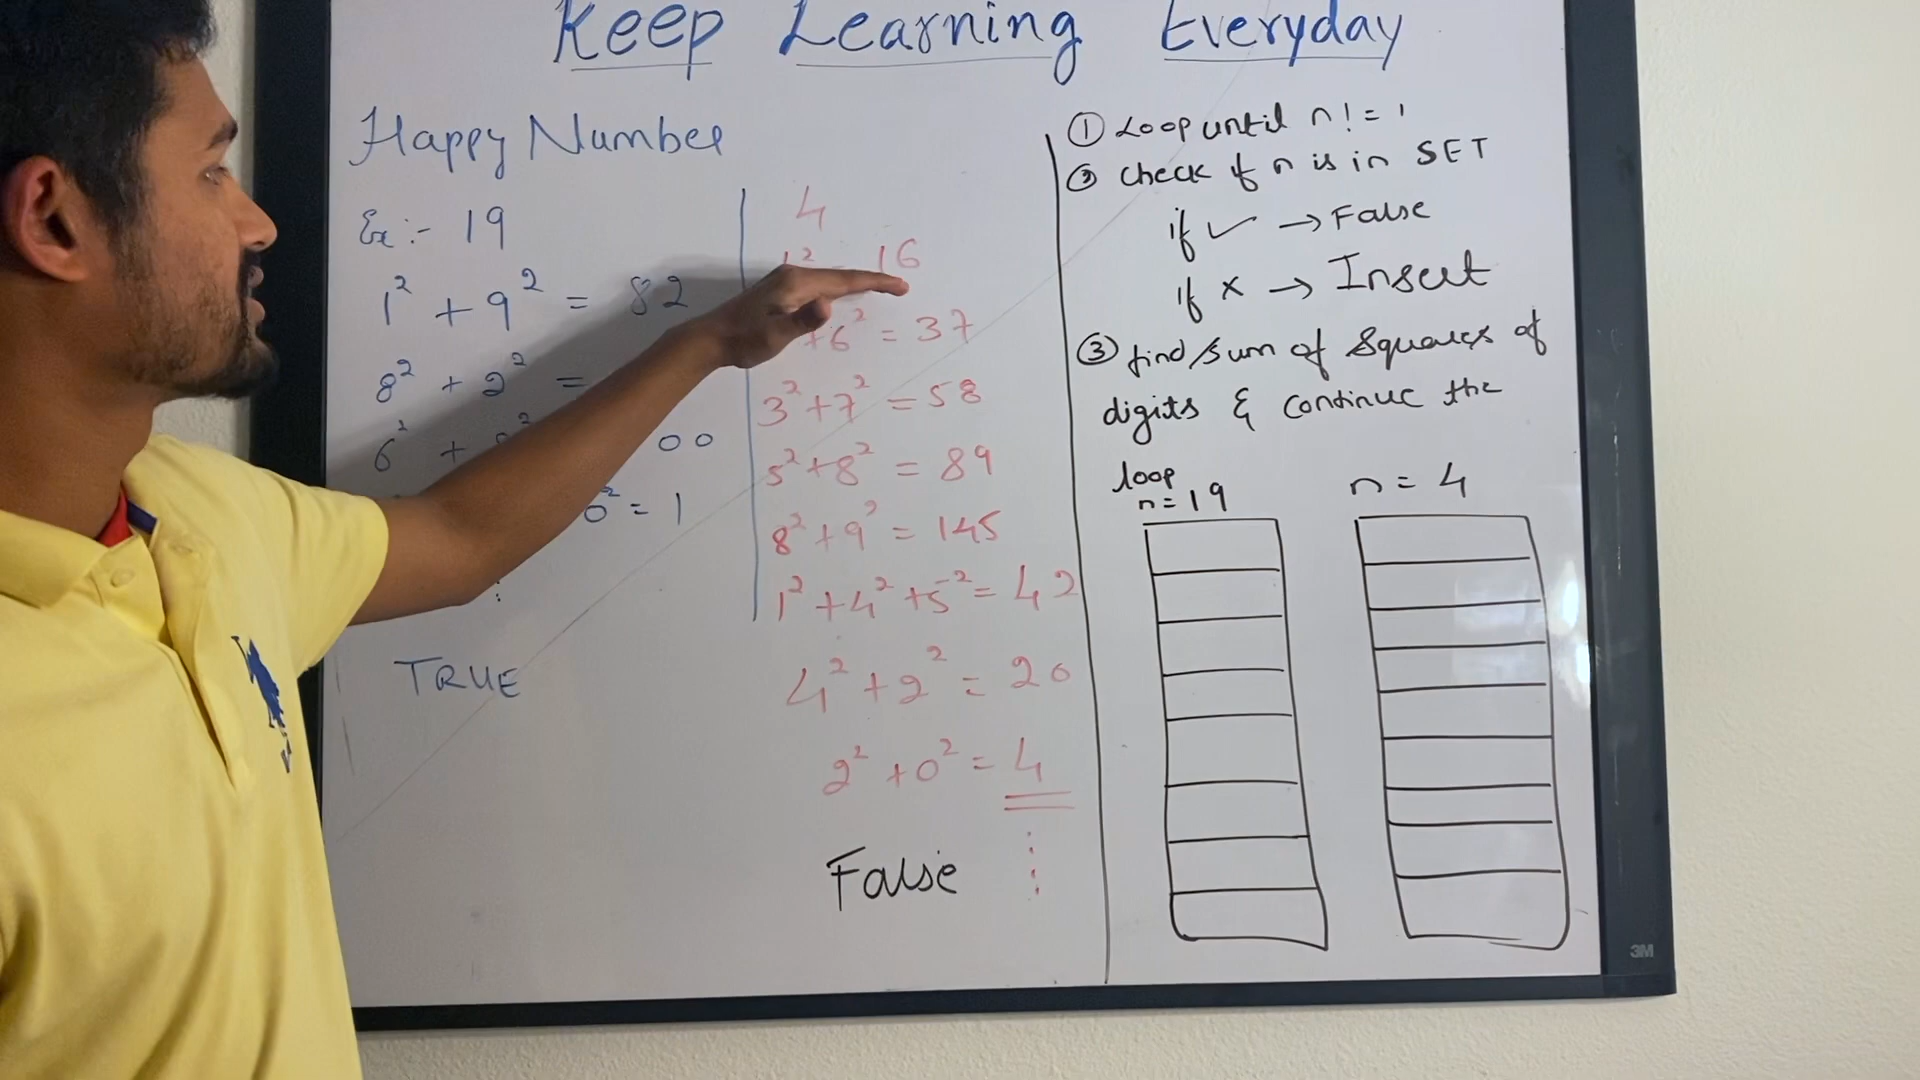 Keep Learning Everyday
Happy Number
Ex :- 19
1² + 9² = 82
8² + 2² =
6² +
00
0² = 1
TRUE
4
16
+6² = 37
3² + 7² = 58
5² + 8² = 89
8² + 9² = 145
1² + 4² + 5² = 42
4² + 2² = 20
2² + 0² = 4
False
① Loop until n! = 1
② Check if n is in SET
if ✓ → False
if × → Insert
③ find sum of Squares of
digits & continue the
loop
n = 19
n = 4
3M